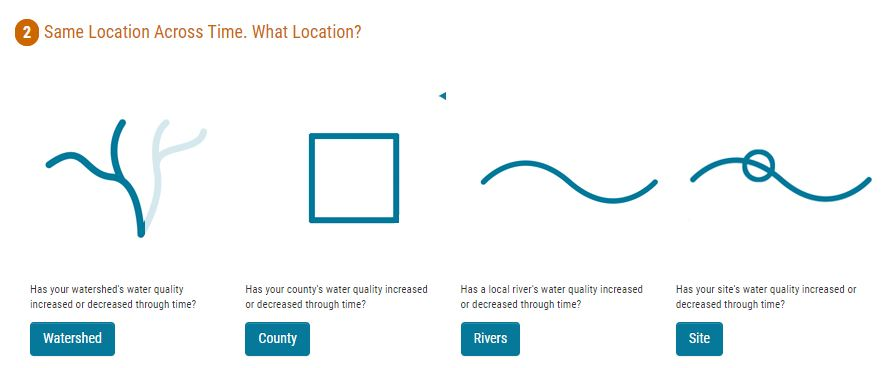 2 Same Location Across Time. What Location?
Has your watershed's water quality
increased or decreased through time?
Watershed
Has your county's water quality increased
or decreased through time?
County
Has a local river's water quality increased
or decreased through time?
Rivers
Has your site's water quality increased or
decreased through time?
Site